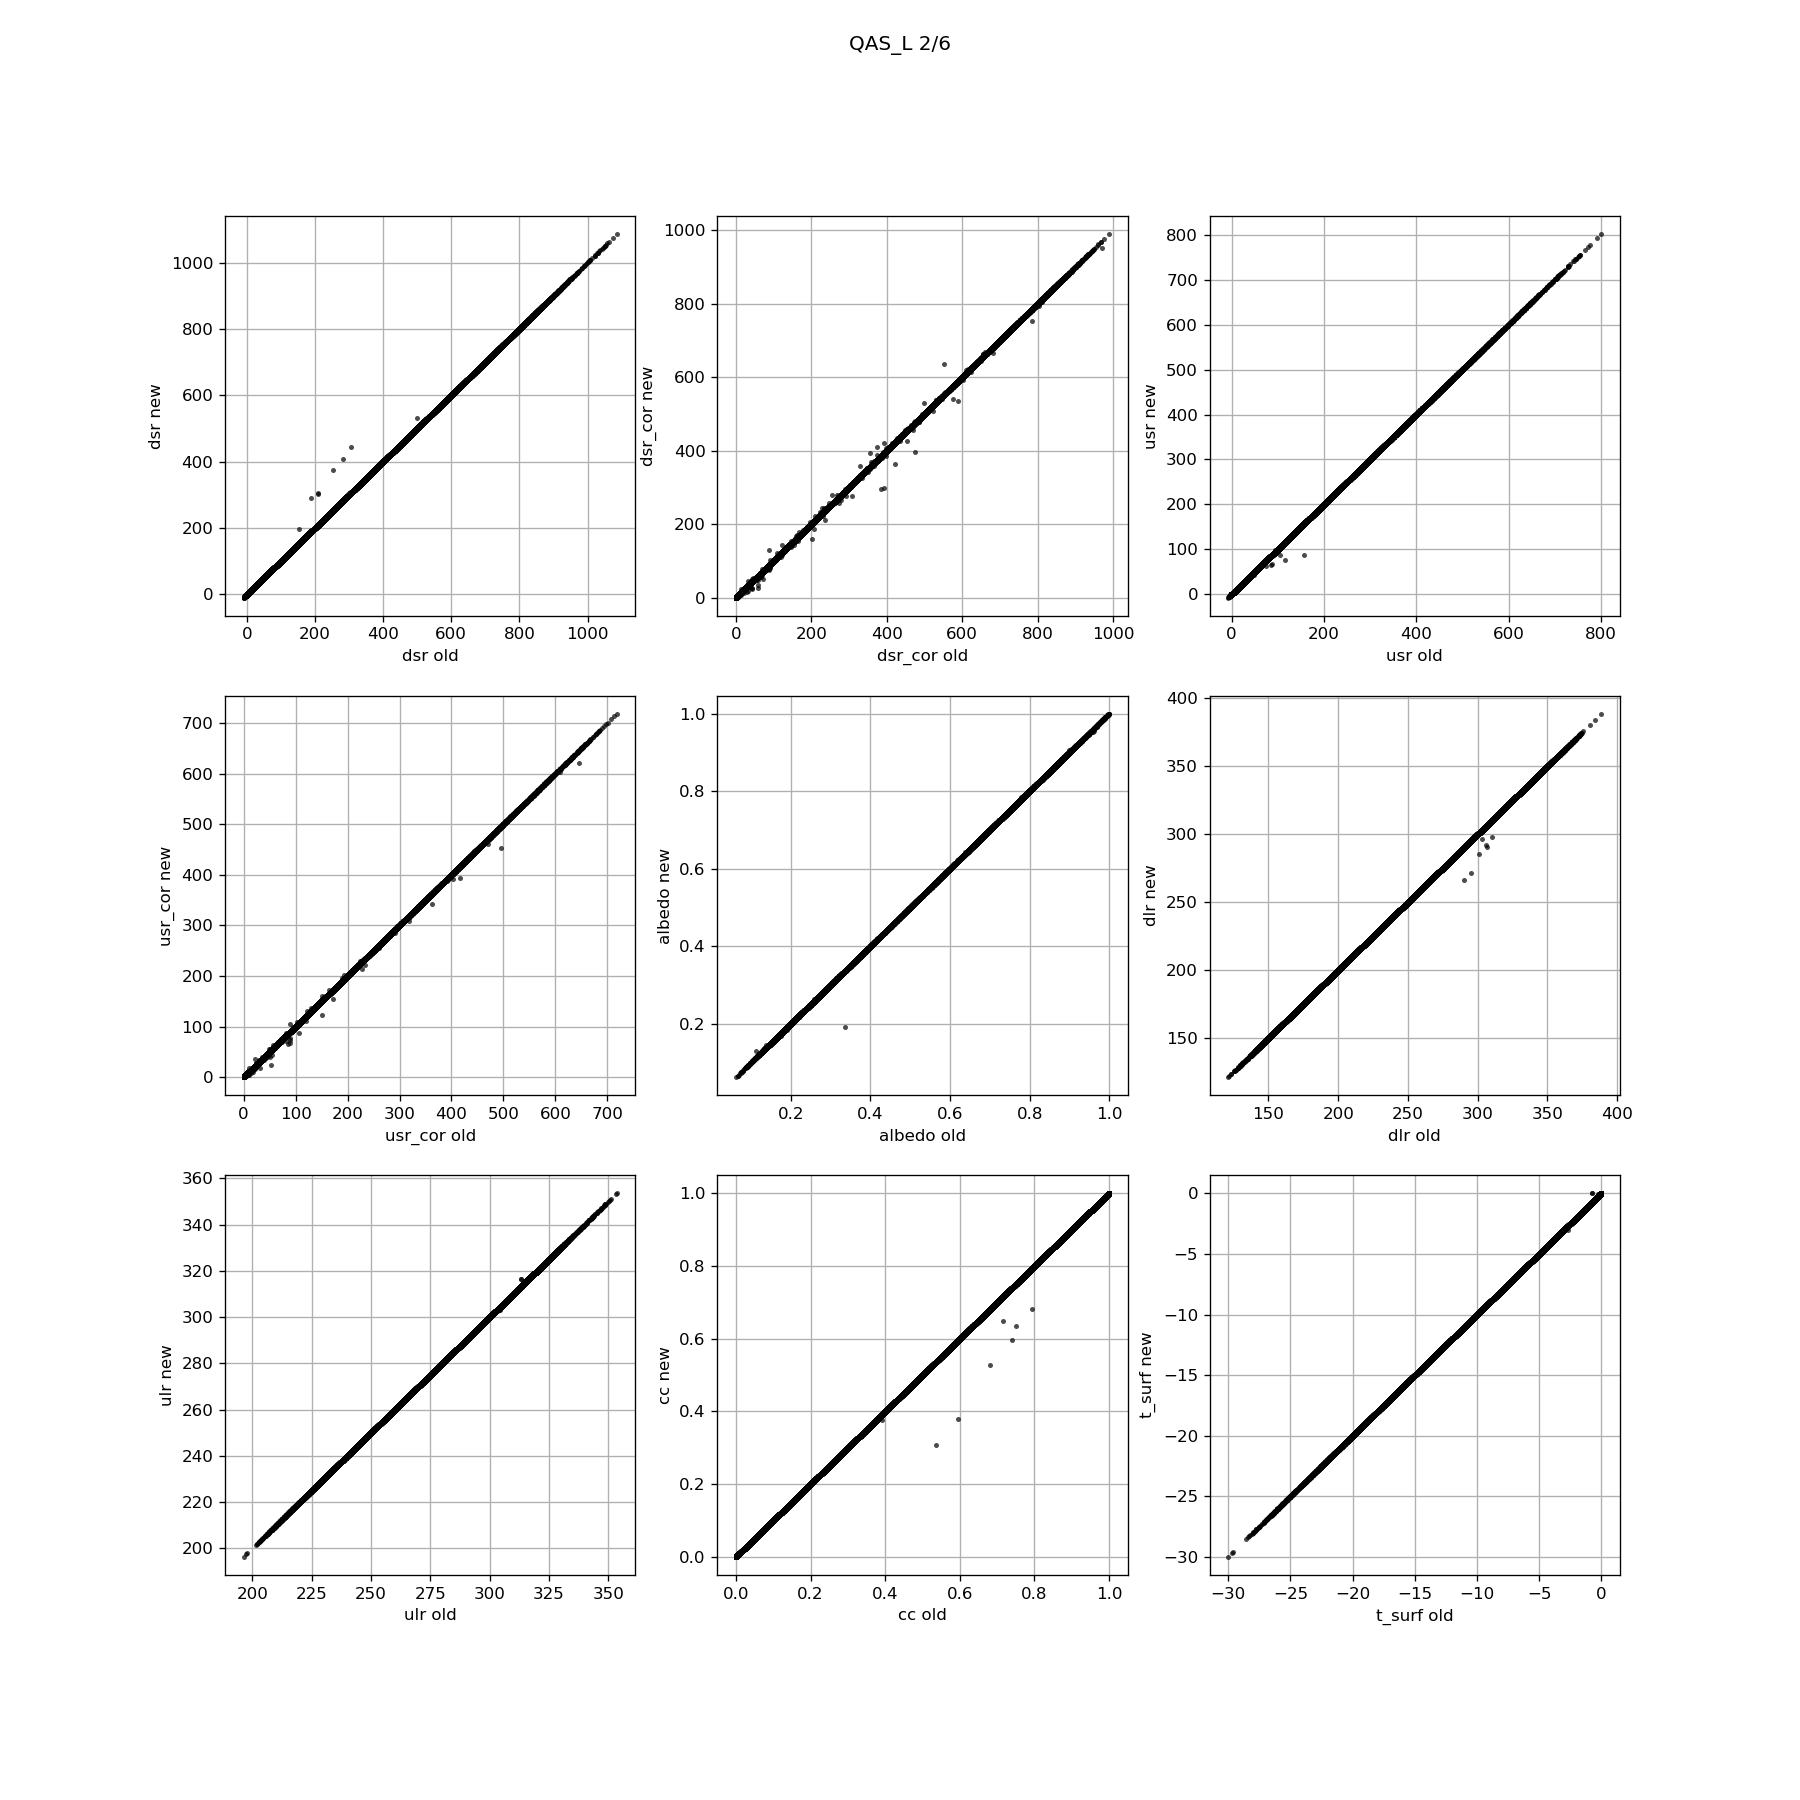 QAS_L 2/6
1000
800
600
400
200
0
dsr new
0 200 400 600 800 1000
dsr old
1000
800
600
400
200
0
dsr_cor new
0 200 400 600 800 1000
dsr_cor old
800
700
600
500
400
300
200
100
0
usr new
0 200 400 600 800
usr old
700
600
500
400
300
200
100
0
usr_cor new
0 100 200 300 400 500 600 700
usr_cor old
1.0
0.8
0.6
0.4
0.2
albedo new
0.2 0.4 0.6 0.8 1.0
albedo old
400
350
300
250
200
150
dlr new
150 200 250 300 350 400
dlr old
360
340
320
300
280
260
240
220
200
ulr new
200 225 250 275 300 325 350
ulr old
1.0
0.8
0.6
0.4
0.2
0.0
cc new
0.0 0.2 0.4 0.6 0.8 1.0
cc old
0
−5
−10
−15
−20
−25
−30
t_surf new
−30 −25 −20 −15 −10 −5 0
t_surf old